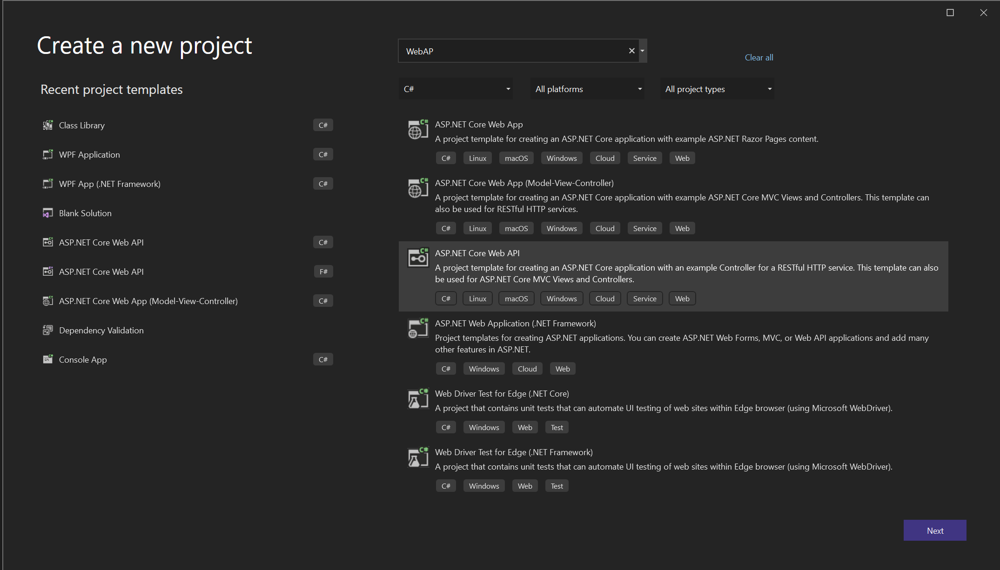 Create a new project
WebAP
Clear all
Recent project templates
C#
All platforms
All project types
Class Library C#
WPF Application C#
WPF App (.NET Framework) C#
Blank Solution
ASP.NET Core Web API C#
ASP.NET Core Web API F#
ASP.NET Core Web App (Model-View-Controller) C#
Dependency Validation
Console App C#
ASP.NET Core Web App
A project template for creating an ASP.NET Core application with example ASP.NET Razor Pages content.
C# Linux macOS Windows Cloud Service Web
ASP.NET Core Web App (Model-View-Controller)
A project template for creating an ASP.NET Core application with example ASP.NET Core MVC Views and Controllers. This template can
also be used for RESTful HTTP services.
C# Linux macOS Windows Cloud Service Web
ASP.NET Core Web API
A project template for creating an ASP.NET Core application with an example Controller for a RESTful HTTP service. This template can also
be used for ASP.NET Core MVC Views and Controllers.
C# Linux macOS Windows Cloud Service Web
ASP.NET Web Application (.NET Framework)
Project templates for creating ASP.NET applications. You can create ASP.NET Web Forms, MVC, or Web API applications and add many
other features in ASP.NET.
C# Windows Cloud Web
Web Driver Test for Edge (.NET Core)
A project that contains unit tests that can automate UI testing of web sites within Edge browser (using Microsoft WebDriver).
C# Windows Web Test
Web Driver Test for Edge (.NET Framework)
A project that contains unit tests that can automate UI testing of web sites within Edge browser (using Microsoft WebDriver).
C# Windows Web Test
Next